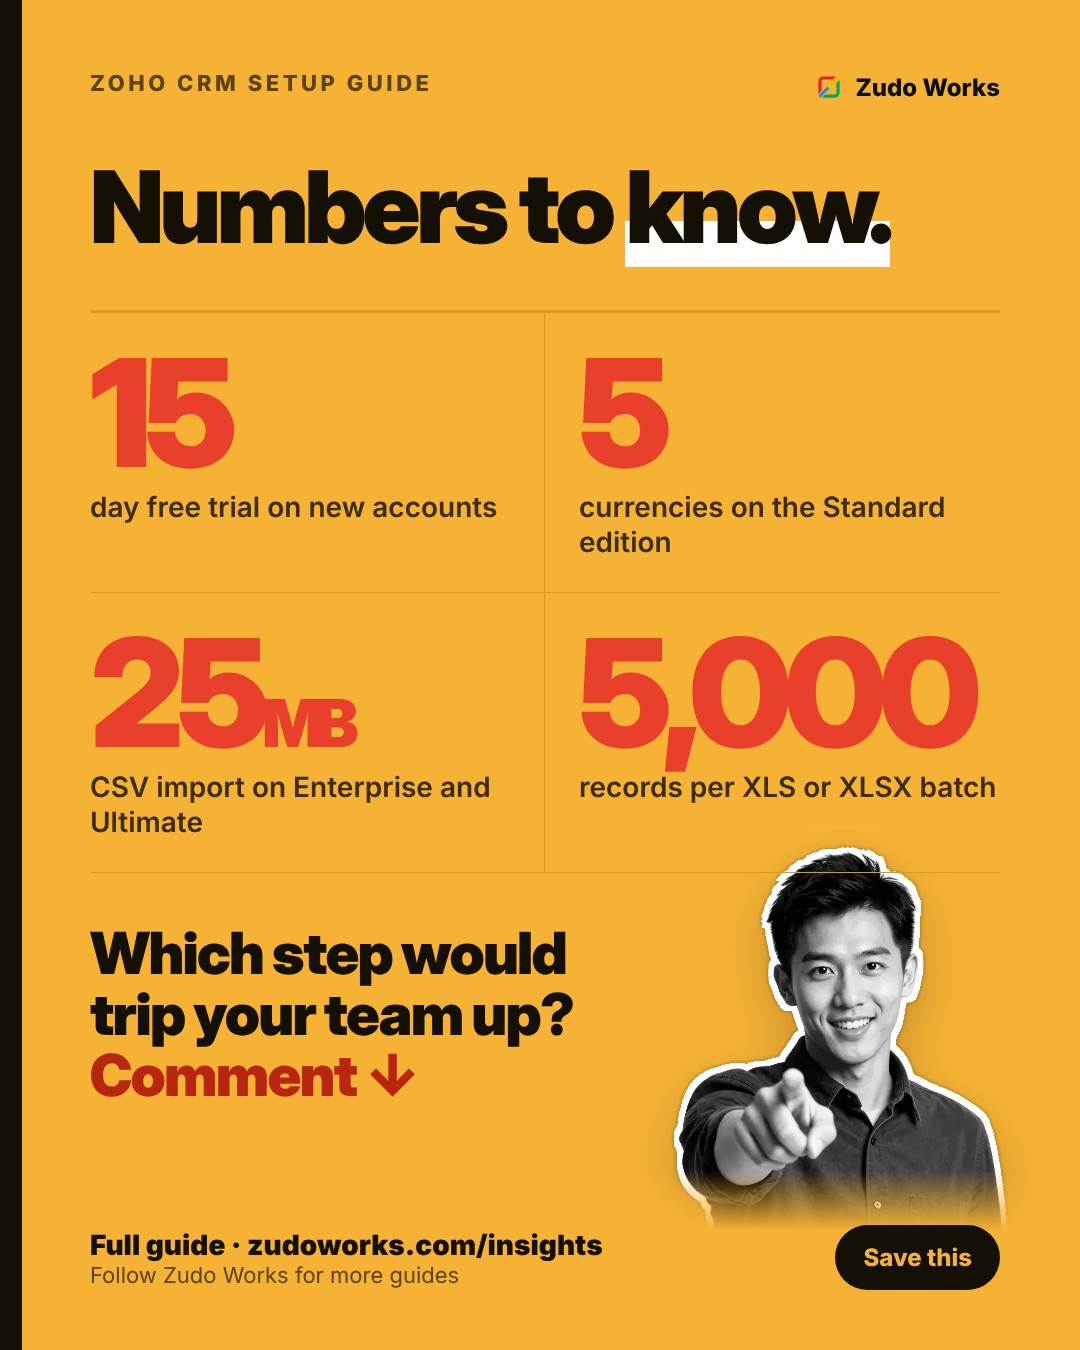 ZOHO CRM SETUP GUIDE
Zudo Works
Numbers to know.
15
day free trial on new accounts
5
currencies on the Standard
edition
25MB
CSV import on Enterprise and
Ultimate
5,000
records per XLS or XLSX batch
Which step would
trip your team up?
Comment ↓
Full guide · zudoworks.com/insights
Follow Zudo Works for more guides
Save this